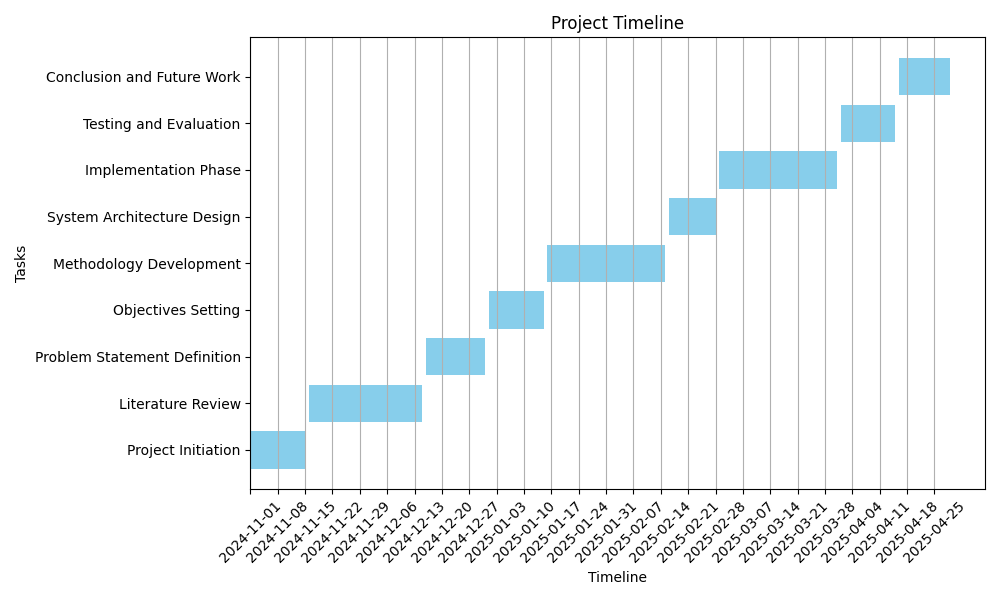 Project Timeline
Conclusion and Future Work
Testing and Evaluation
Implementation Phase
System Architecture Design
Methodology Development
Objectives Setting
Problem Statement Definition
Literature Review
Project Initiation
Tasks
2024-11-01
2024-11-08
2024-11-15
2024-11-22
2024-11-29
2024-12-06
2024-12-13
2024-12-20
2024-12-27
2025-01-03
2025-01-10
2025-01-17
2025-01-24
2025-01-31
2025-02-07
2025-02-14
2025-02-21
2025-02-28
2025-03-07
2025-03-14
2025-03-21
2025-03-28
2025-04-04
2025-04-11
2025-04-18
2025-04-25
Timeline